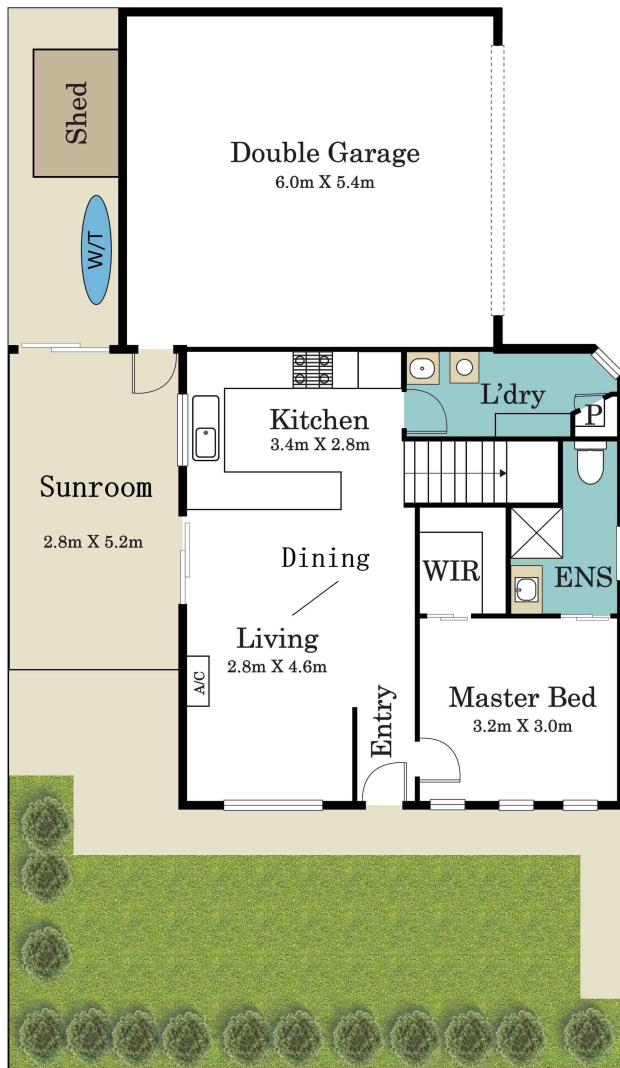 Shed
Double Garage
6.0m X 5.4m
W/T
L'dry
P
Kitchen
3.4m X 2.8m
Sunroom
2.8m X 5.2m
Dining
WIR
ENS
Living
2.8m X 4.6m
A/C
Entry
Master Bed
3.2m X 3.0m